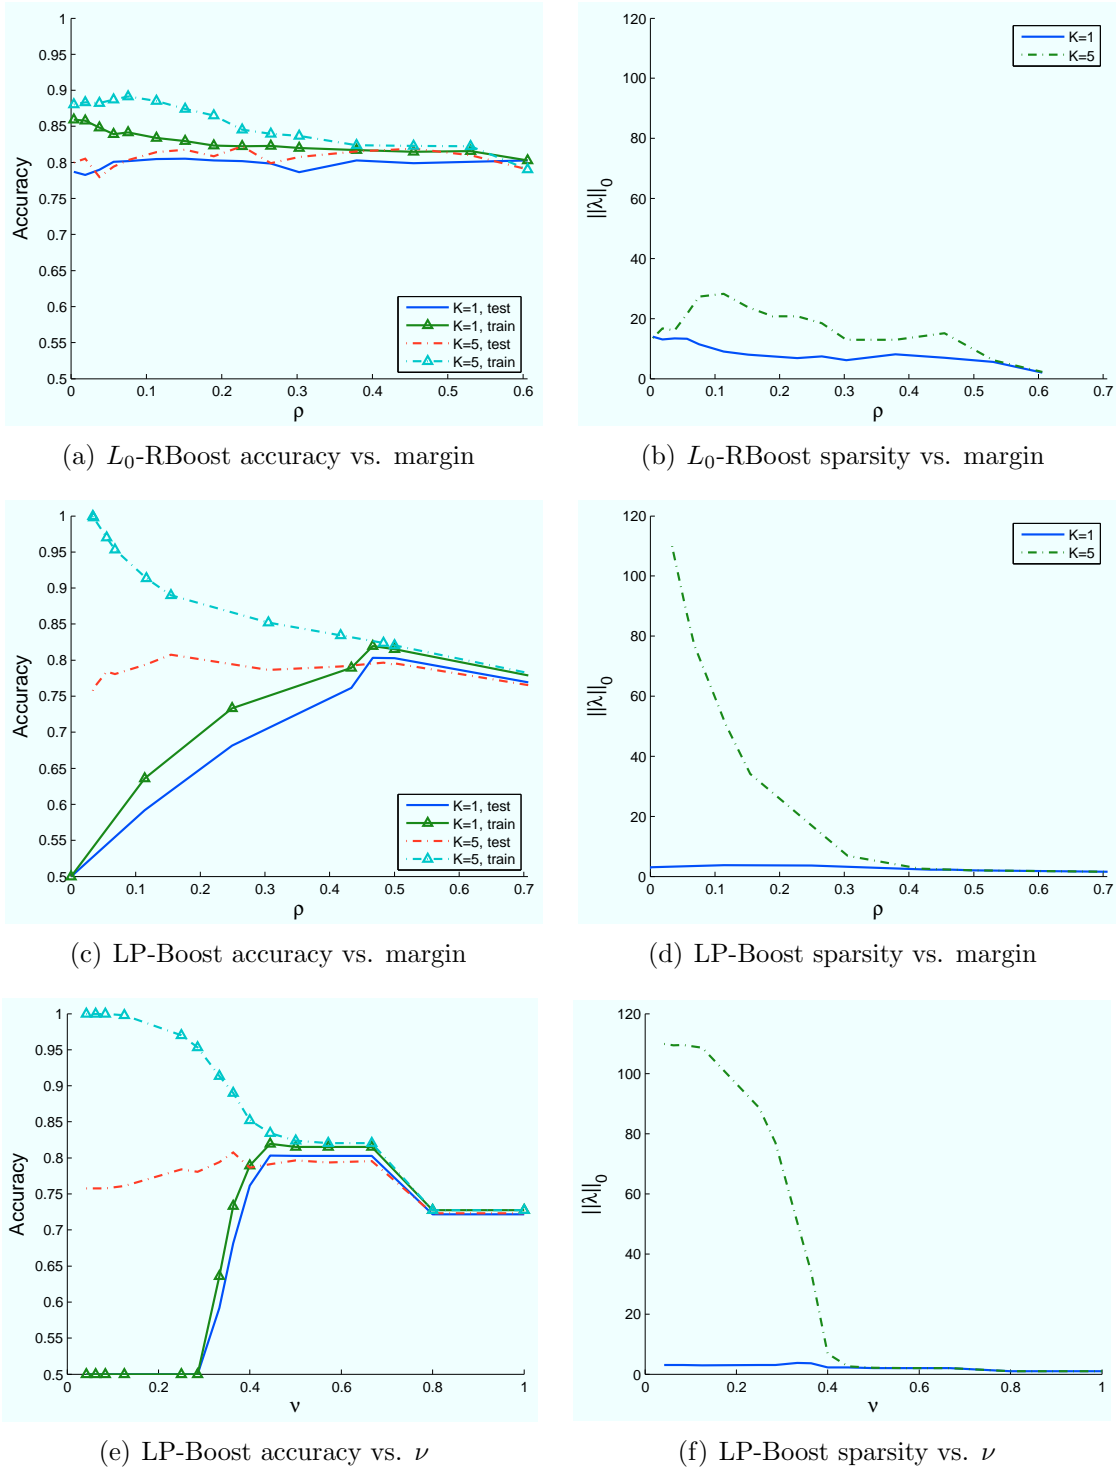 1
0.95
0.9
0.85
0.8
0.75
0.7
0.65
0.6
0.55
0.5
Accuracy
0 0.1 0.2 0.3 0.4 0.5 0.6
ρ
K=1, test
K=1, train
K=5, test
K=5, train
(a) L₀-RBoost accuracy vs. margin
120
100
80
60
40
20
0
||λ||₀
0 0.1 0.2 0.3 0.4 0.5 0.6 0.7
ρ
K=1
K=5
(b) L₀-RBoost sparsity vs. margin
1
0.95
0.9
0.85
0.8
0.75
0.7
0.65
0.6
0.55
0.5
Accuracy
0 0.1 0.2 0.3 0.4 0.5 0.6 0.7
ρ
K=1, test
K=1, train
K=5, test
K=5, train
(c) LP-Boost accuracy vs. margin
120
100
80
60
40
20
0
||λ||₀
0 0.1 0.2 0.3 0.4 0.5 0.6 0.7
ρ
K=1
K=5
(d) LP-Boost sparsity vs. margin
1
0.95
0.9
0.85
0.8
0.75
0.7
0.65
0.6
0.55
0.5
Accuracy
0 0.2 0.4 0.6 0.8 1
ν
(e) LP-Boost accuracy vs. ν
120
100
80
60
40
20
0
||λ||₀
0 0.2 0.4 0.6 0.8 1
ν
(f) LP-Boost sparsity vs. ν